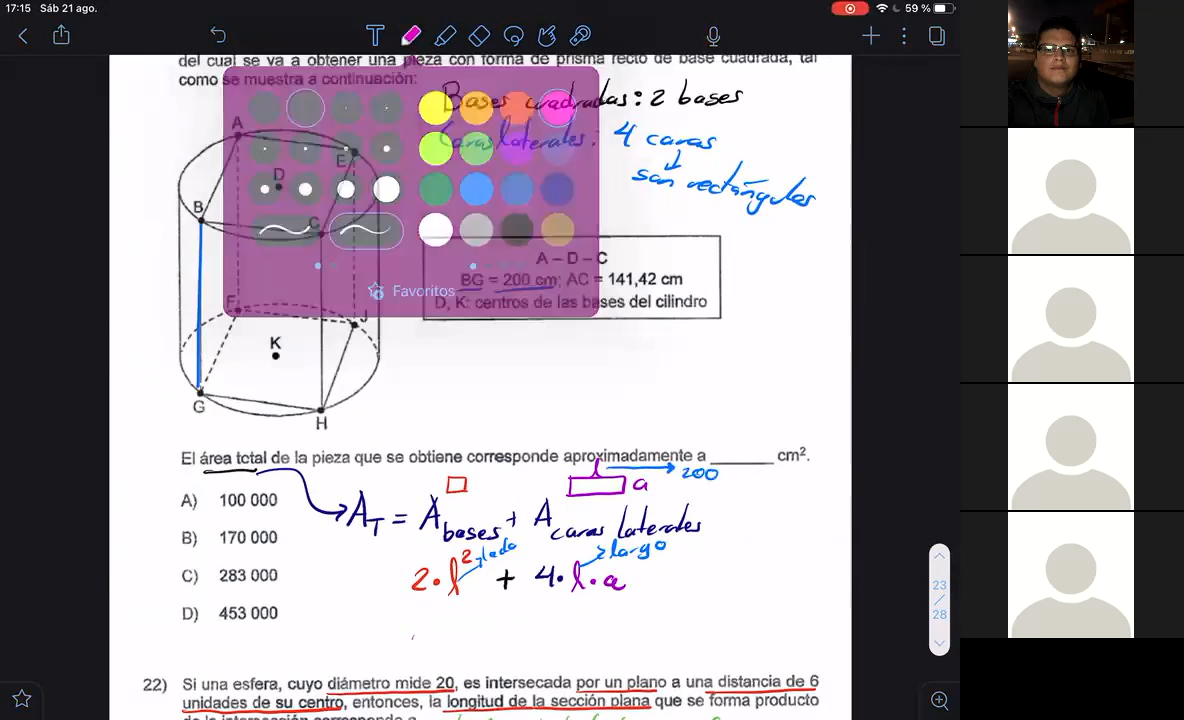 17:15 Sáb 21 ago.
59 %
del cual se va a obtener una pieza con forma de prisma recto de base cuadrada, tal
como se muestra a continuación:
Bases cuadradas: 2 bases
Caras laterales: 4 caras
son rectángulos
A
E
D
B
C
F
J
K
G
H
A – D – C
BG = 200 cm; AC = 141,42 cm
D, K: centros de las bases del cilindro
Favoritos
El área total de la pieza que se obtiene corresponde aproximadamente a ______ cm².
A) 100 000
B) 170 000
C) 283 000
D) 453 000
l → 200
a
A_T = A_bases + A_caras laterales
lado
largo
2·l² + 4·l·a
23
/
28
22) Si una esfera, cuyo diámetro mide 20, es intersecada por un plano a una distancia de 6
unidades de su centro, entonces, la longitud de la sección plana que se forma producto